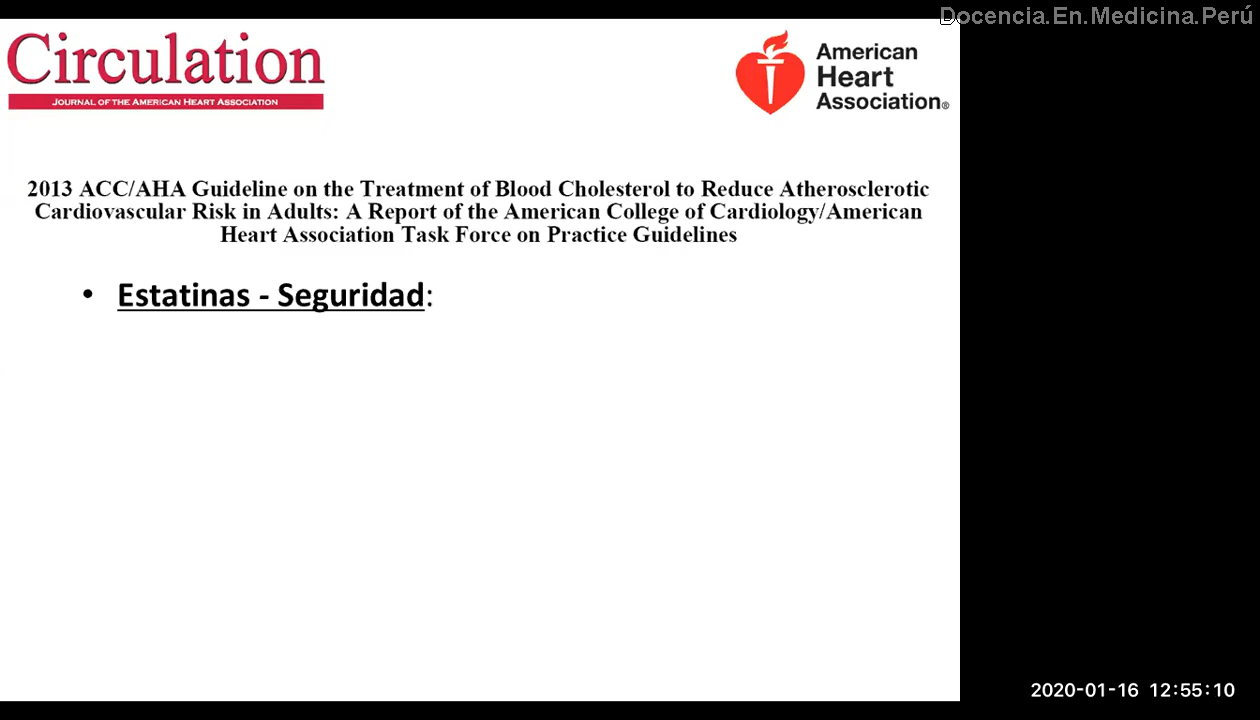 Docencia.En.Medicina.Perú
Circulation
JOURNAL OF THE AMERICAN HEART ASSOCIATION
American
Heart
Association®
2013 ACC/AHA Guideline on the Treatment of Blood Cholesterol to Reduce Atherosclerotic
Cardiovascular Risk in Adults: A Report of the American College of Cardiology/American
Heart Association Task Force on Practice Guidelines
• Estatinas - Seguridad:
2020-01-16 12:55:10